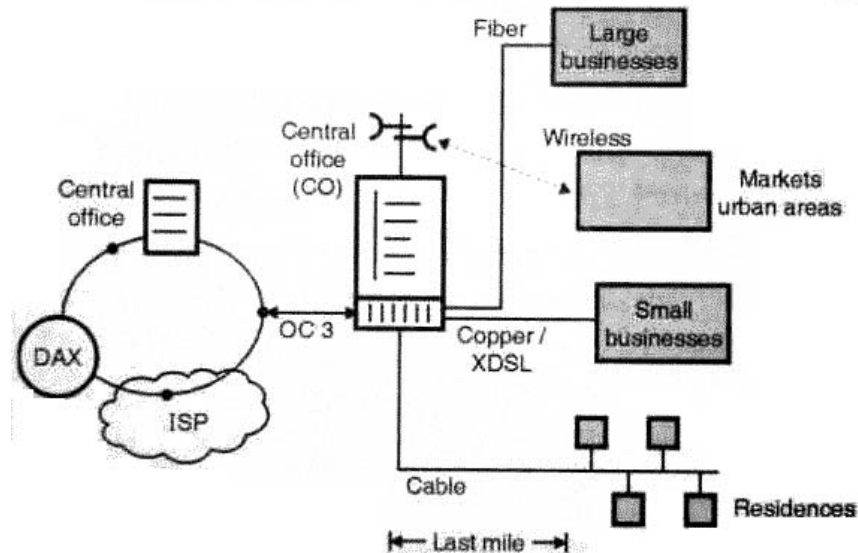 Fiber
Large
businesses
Central
office
(CO)
Wireless
Markets
urban areas
Central
office
OC 3
Small
businesses
Copper /
XDSL
DAX
ISP
Cable
Residences
Last mile